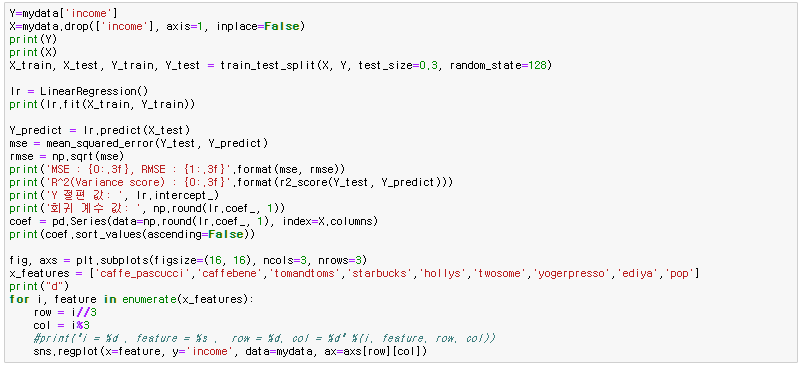 Y=mydata['income']
X=mydata.drop(['income'], axis=1, inplace=False)
print(Y)
print(X)
X_train, X_test, Y_train, Y_test = train_test_split(X, Y, test_size=0.3, random_state=128)
lr = LinearRegression()
print(lr.fit(X_train, Y_train))
Y_predict = lr.predict(X_test)
mse = mean_squared_error(Y_test, Y_predict)
rmse = np.sqrt(mse)
print('MSE : {0:.3f}, RMSE : {1:.3f}'.format(mse, rmse))
print('R^2(Variance score) : {0:.3f}'.format(r2_score(Y_test, Y_predict)))
print('Y 절편 값: ', lr.intercept_)
print('회귀 계수 값: ', np.round(lr.coef_, 1))
coef = pd.Series(data=np.round(lr.coef_, 1), index=X.columns)
print(coef.sort_values(ascending=False))
fig, axs = plt.subplots(figsize=(16, 16), ncols=3, nrows=3)
x_features = ['caffe_pascucci','caffebene','tomandtoms','starbucks','hollys','twosome','yogerpresso','ediya','pop']
print("d")
for i, feature in enumerate(x_features):
    row = i//3
    col = i%3
    #print("i = %d , feature = %s ,  row = %d, col = %d" %(i, feature, row, col))
    sns.regplot(x=feature, y='income', data=mydata, ax=axs[row][col])